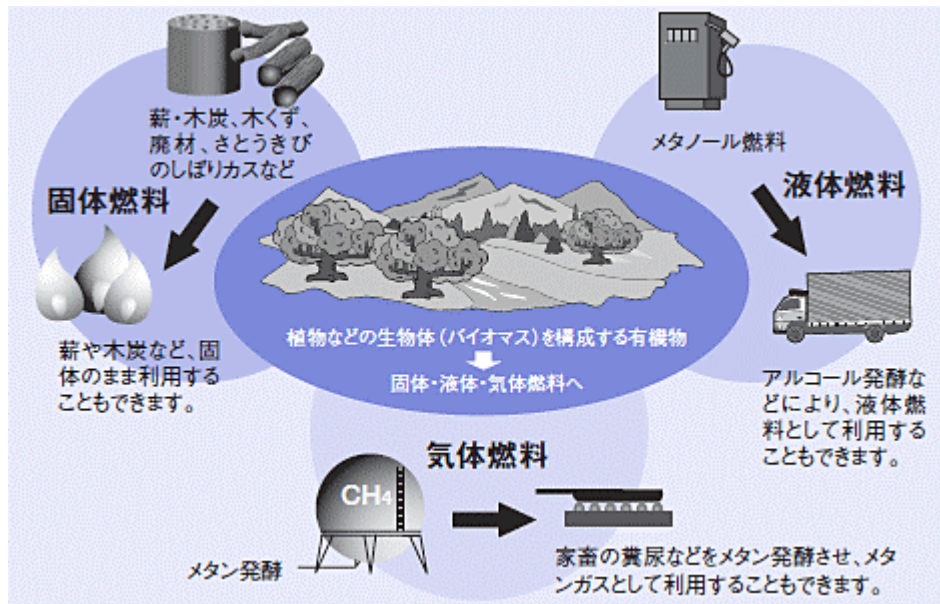 薪・木炭、木くず、
廃材、さとうきび
のしぼりカスなど
固体燃料
薪や木炭など、固
体のまま利用する
こともできます。
メタノール燃料
液体燃料
アルコール発酵な
どにより、液体燃
料として利用する
こともできます。
植物などの生物体（バイオマス）を構成する有機物
固体・液体・気体燃料へ
気体燃料
CH4
メタン発酵
家畜の糞尿などをメタン発酵させ、メタ
ンガスとして利用することもできます。